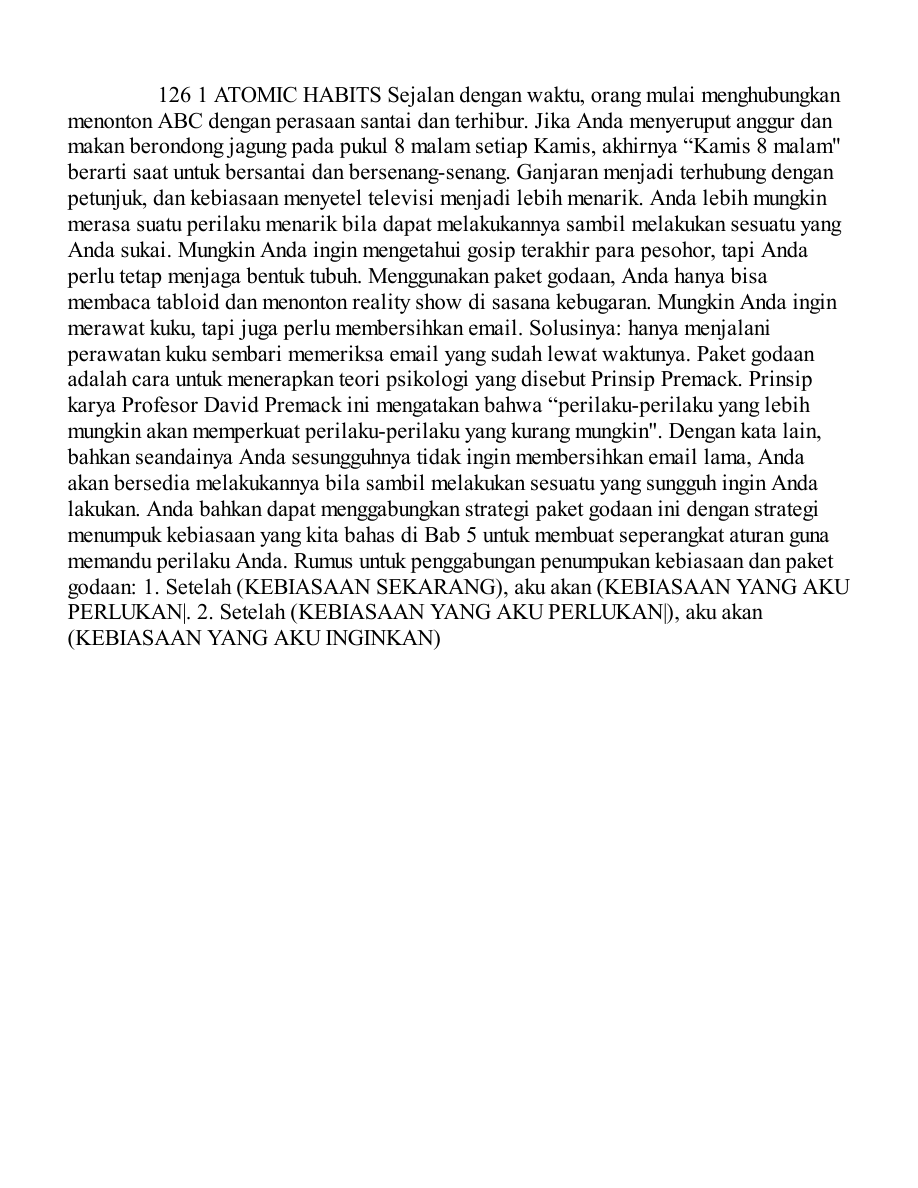 126 1 ATOMIC HABITS Sejalan dengan waktu, orang mulai menghubungkan
menonton ABC dengan perasaan santai dan terhibur. Jika Anda menyeruput anggur dan
makan berondong jagung pada pukul 8 malam setiap Kamis, akhirnya “Kamis 8 malam"
berarti saat untuk bersantai dan bersenang-senang. Ganjaran menjadi terhubung dengan
petunjuk, dan kebiasaan menyetel televisi menjadi lebih menarik. Anda lebih mungkin
merasa suatu perilaku menarik bila dapat melakukannya sambil melakukan sesuatu yang
Anda sukai. Mungkin Anda ingin mengetahui gosip terakhir para pesohor, tapi Anda
perlu tetap menjaga bentuk tubuh. Menggunakan paket godaan, Anda hanya bisa
membaca tabloid dan menonton reality show di sasana kebugaran. Mungkin Anda ingin
merawat kuku, tapi juga perlu membersihkan email. Solusinya: hanya menjalani
perawatan kuku sembari memeriksa email yang sudah lewat waktunya. Paket godaan
adalah cara untuk menerapkan teori psikologi yang disebut Prinsip Premack. Prinsip
karya Profesor David Premack ini mengatakan bahwa “perilaku-perilaku yang lebih
mungkin akan memperkuat perilaku-perilaku yang kurang mungkin". Dengan kata lain,
bahkan seandainya Anda sesungguhnya tidak ingin membersihkan email lama, Anda
akan bersedia melakukannya bila sambil melakukan sesuatu yang sungguh ingin Anda
lakukan. Anda bahkan dapat menggabungkan strategi paket godaan ini dengan strategi
menumpuk kebiasaan yang kita bahas di Bab 5 untuk membuat seperangkat aturan guna
memandu perilaku Anda. Rumus untuk penggabungan penumpukan kebiasaan dan paket
godaan: 1. Setelah (KEBIASAAN SEKARANG), aku akan (KEBIASAAN YANG AKU
PERLUKAN|. 2. Setelah (KEBIASAAN YANG AKU PERLUKAN|), aku akan
(KEBIASAAN YANG AKU INGINKAN)